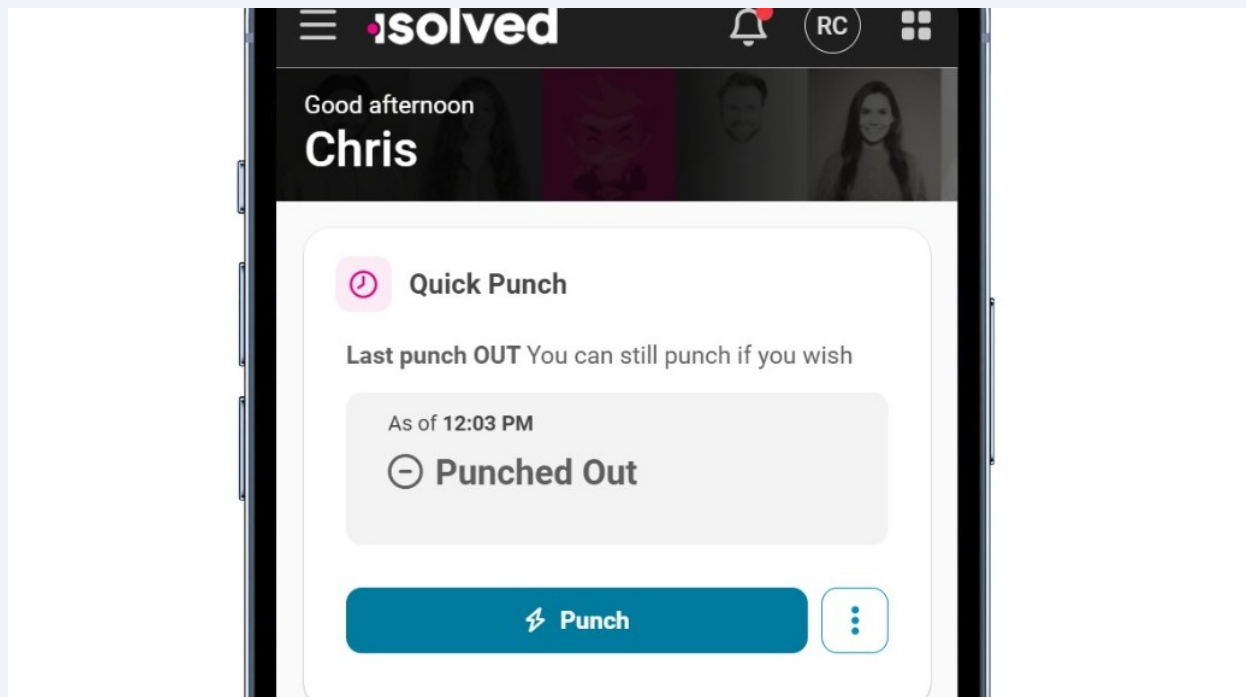 isolved
RC
Good afternoon
Chris
Quick Punch
Last punch OUT You can still punch if you wish
As of 12:03 PM
Punched Out
Punch